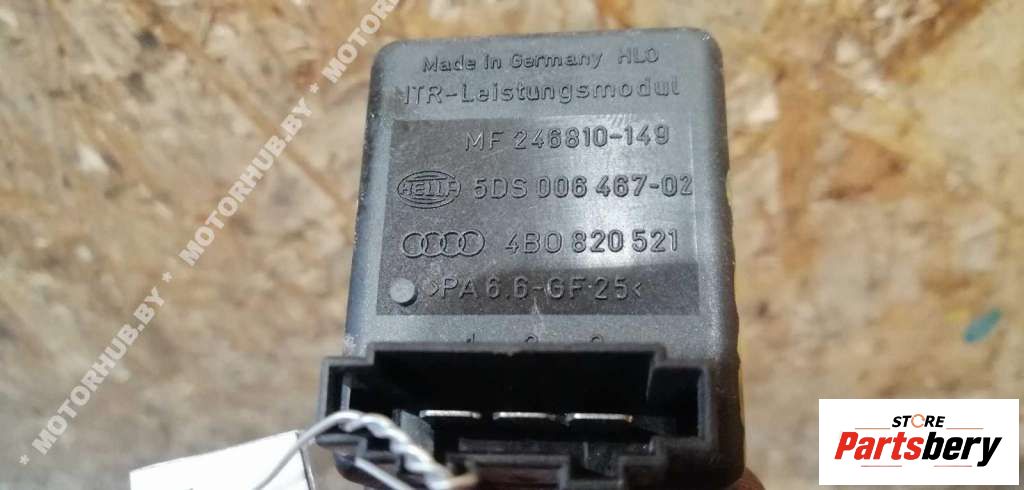 Made in Germany HLO
ITR-Leistungsmodul
MF 246810-149
HELLA 5DS 006 467-02
4B0 820 521
>PA 6.6-GF 25<
* MOTORHUB.BY * MOTORHUB.BY * MOTORHUB
STORE
Partsbery